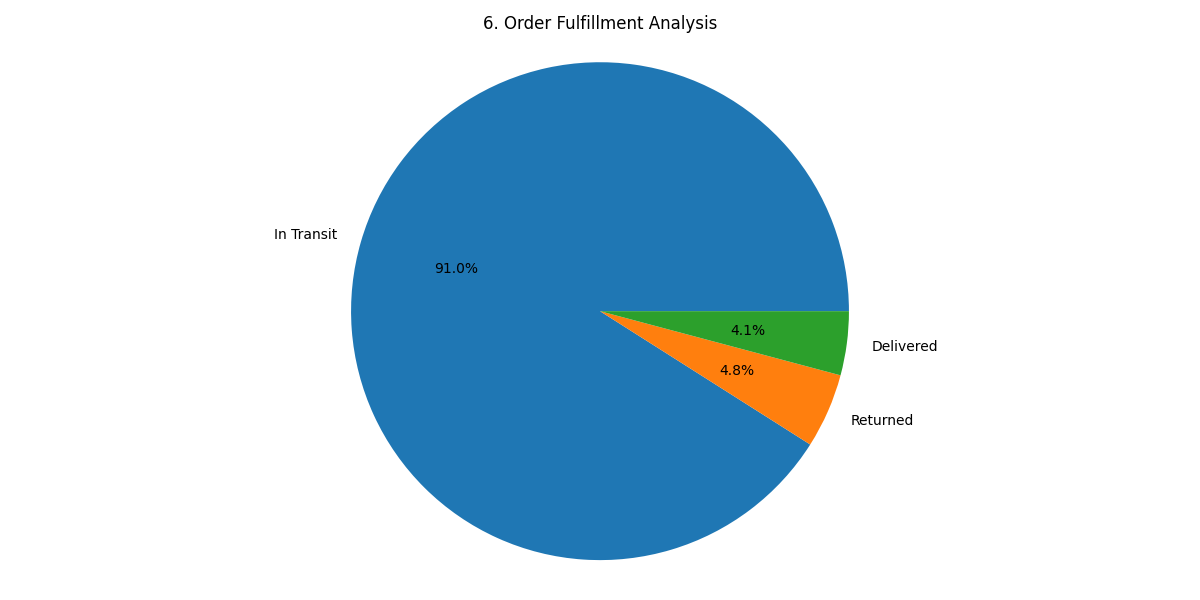 6. Order Fulfillment Analysis
In Transit
91.0%
4.1%
Delivered
4.8%
Returned